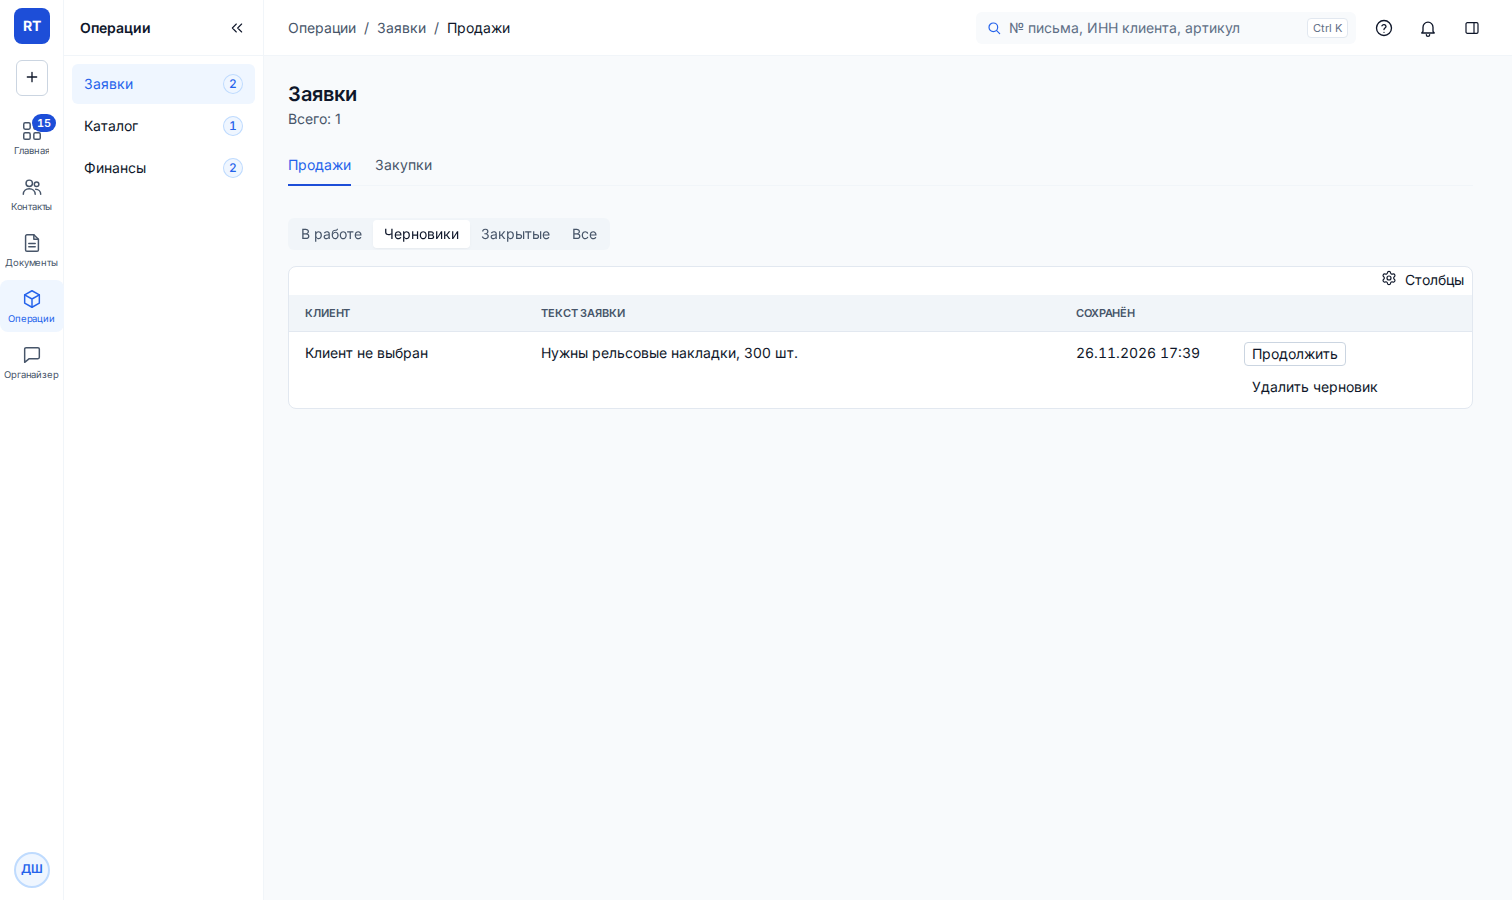 RT
15
Главная
Контакты
Документы
Операции
Органайзер
ДШ
Операции
Заявки 2
Каталог 1
Финансы 2
Операции / Заявки / Продажи
№ письма, ИНН клиента, артикул Ctrl K
Заявки
Всего: 1
Продажи Закупки
В работе Черновики Закрытые Все
Столбцы
КЛИЕНТ ТЕКСТ ЗАЯВКИ СОХРАНЁН
Клиент не выбран Нужны рельсовые накладки, 300 шт. 26.11.2026 17:39 Продолжить
Удалить черновик